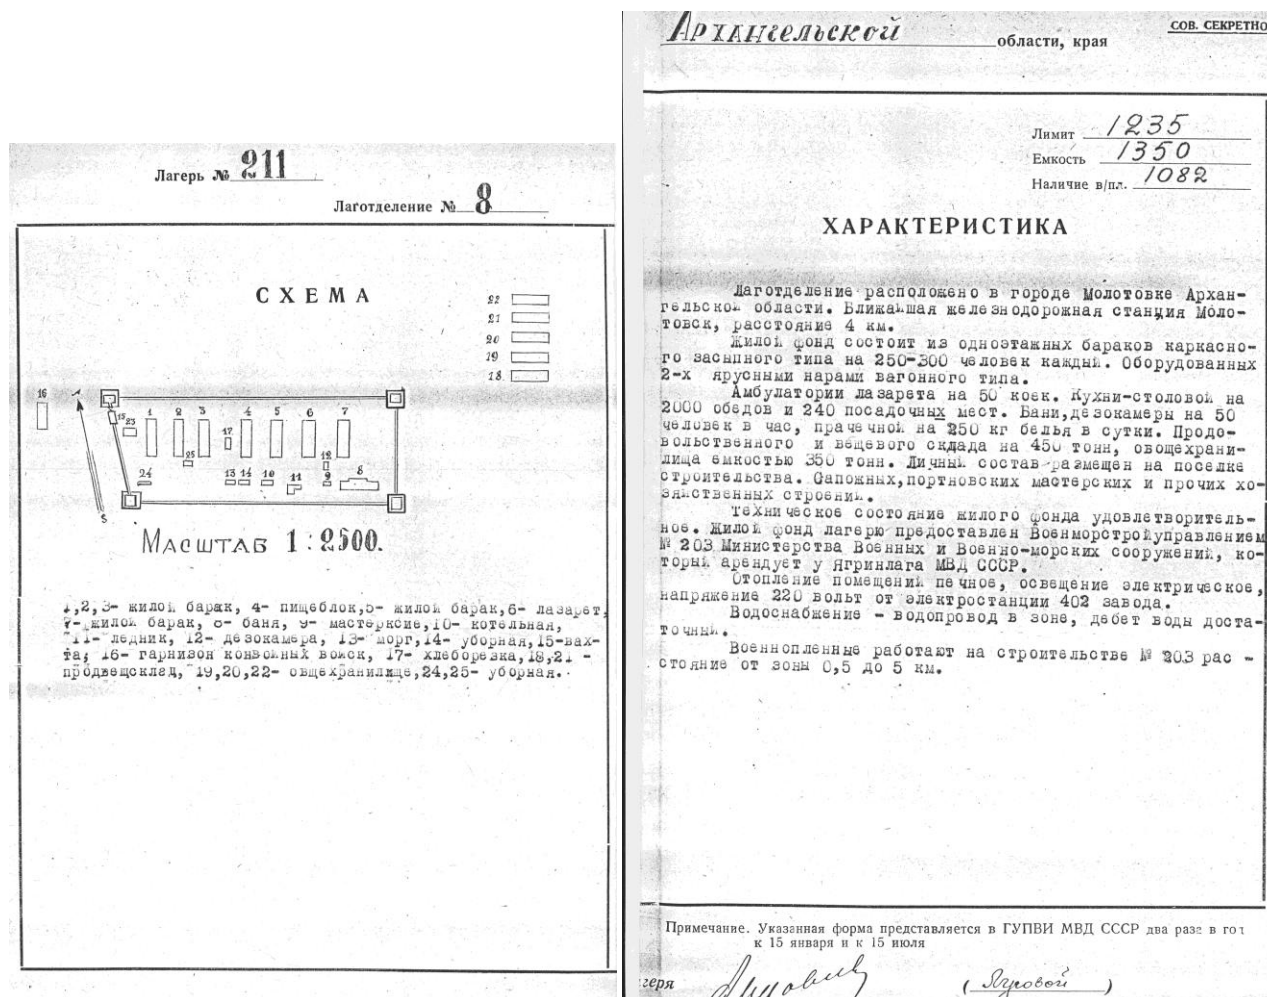 Лагерь № 211
Лаготделение № 8
СХЕМА
22
21
20
19
18
16
15
23
1
2
3
4
5
6
7
17
25
12
24
13
14
10
11
9
8
S
МАСШТАБ 1:2500.
1,2,3- жилой барак, 4- пищеблок,5- жилой барак,6- лазарет,
7- жилой барак, 8- баня, 9- мастерксие,10- котельная,
11- ледник, 12- дезокамера, 13- морг,14- уборная,15-вах-
та; 16- гарнизон конвойных войск, 17- хлеборезка,18,21 -
продвещсклад, 19,20,22- овщехранилище,24,25- уборная.
Архангельской области, края
СОВ. СЕКРЕТНО
Лимит 1235
Емкость 1350
Наличие в/пл. 1082
ХАРАКТЕРИСТИКА
Лаготделение расположено в городе Молотовке Архан-
гельской области. Ближайшая железнодорожная станция Моло-
товск, расстояние 4 км.
Жилой фонд состоит из одноэтажных бараков каркасно-
го засыпного типа на 250-300 человек каждый. Оборудованных
2-х ярусными нарами вагонного типа.
Амбулатории лазарета на 50 коек. Кухни-столовой на
2000 обедов и 240 посадочных мест. Бани,дезокамеры на 50
человек в час, прачечной на 250 кг белья в сутки. Продо-
вольственного и вещевого склада на 450 тонн, овощехрани-
лища емкостью 350 тонн. Личный состав размещен на поселке
строительства. Сапожных,портновских мастерских и прочих хо-
зяйственных строений.
Техническое состояние жилого фонда удовлетворитель-
ное. Жилой фонд лагерю предоставлен Военморстройуправлением
№ 203 Министерства Военных и Военно-морских сооружений, ко-
торый арендует у Ягринлага МВД СССР.
Отопление помещений печное, освещение электрическое,
напряжение 220 вольт от электростанции 402 завода.
Водоснабжение - водопровод в зоне, дебет воды доста-
точный.
Военнопленные работают на строительстве № 203 рас -
стояние от зоны 0,5 до 5 км.
Примечание. Указанная форма представляется в ГУПВИ МВД СССР два раза в год
к 15 января и к 15 июля
геря